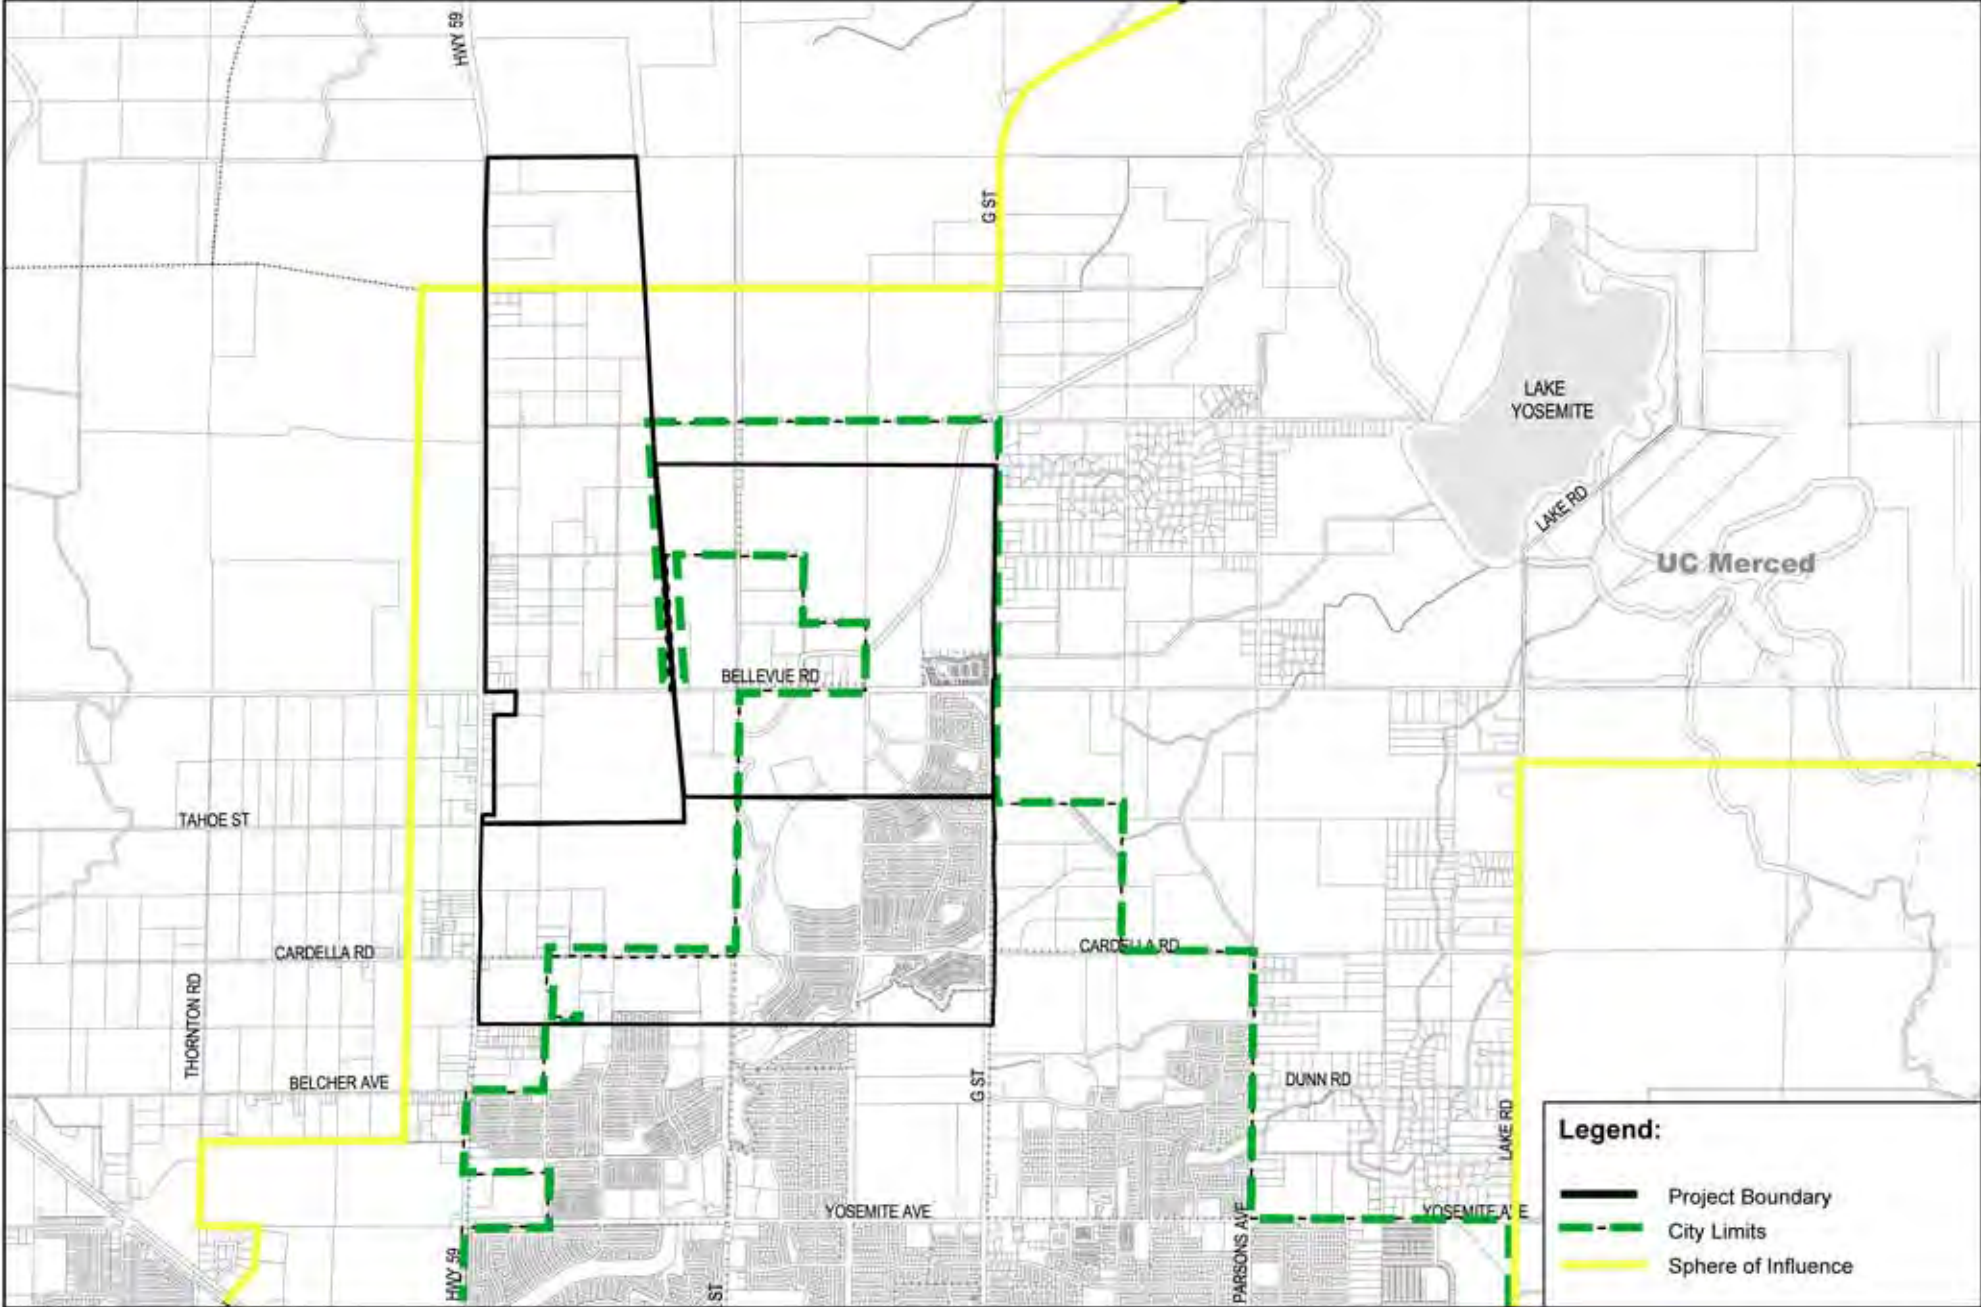 HWY 59
G ST
LAKE
YOSEMITE
LAKE RD
UC Merced
BELLEVUE RD
TAHOE ST
CARDELLA RD
CARDELLA RD
THORNTON RD
BELCHER AVE
G ST
DUNN RD
LAKE RD
YOSEMITE AVE
YOSEMITE AVE
PARSONS AVE
HWY 59
ST
Legend:
Project Boundary
City Limits
Sphere of Influence